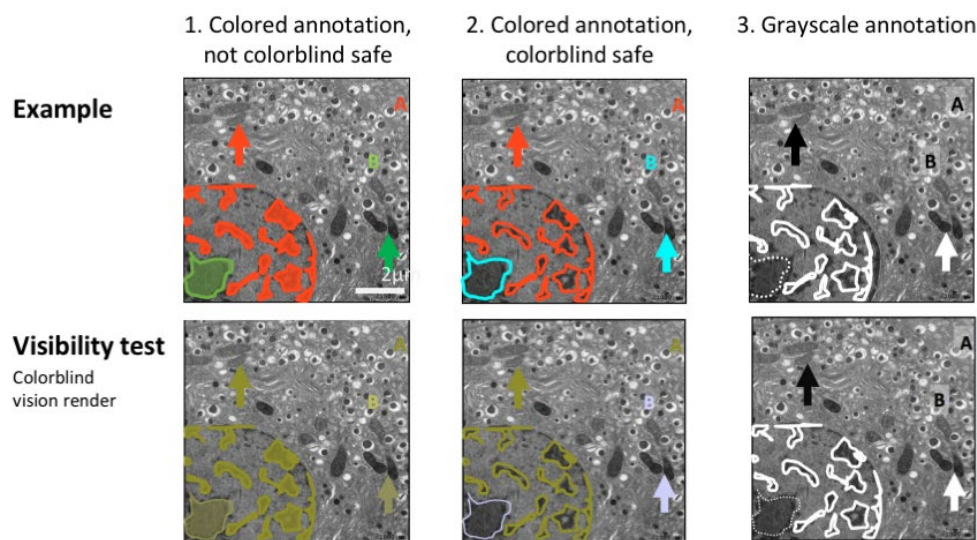 1. Colored annotation,
not colorblind safe
2. Colored annotation,
colorblind safe
3. Grayscale annotation
Example
A
B
2µm
A
B
A
B
Visibility test
Colorblind
vision render
A
B
A
B
A
B